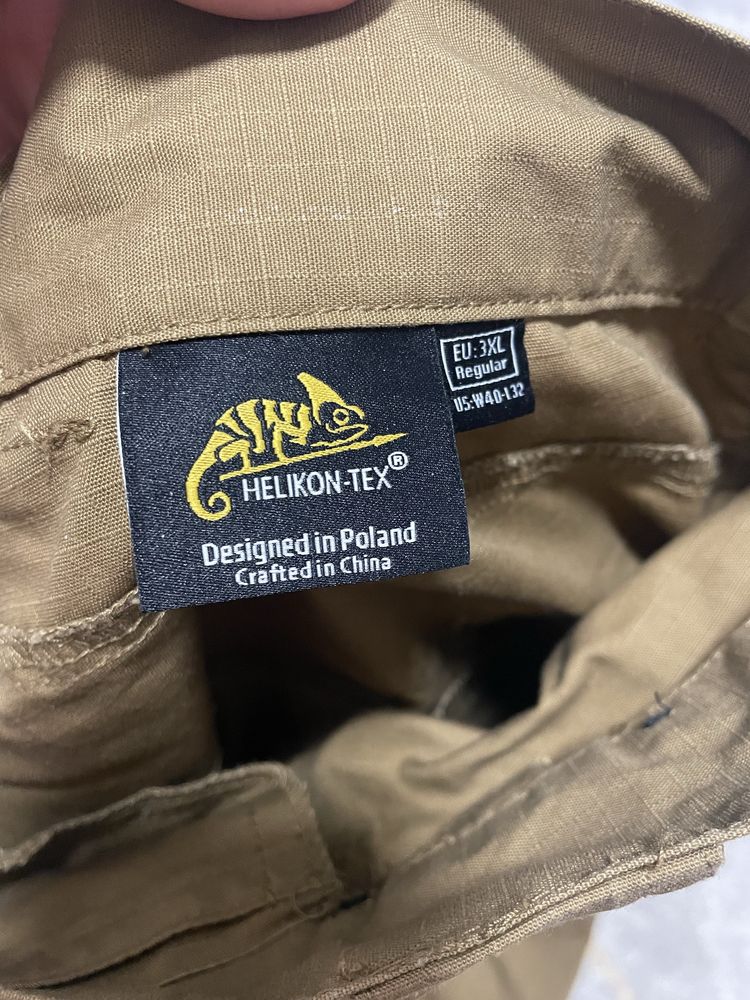 EU:3XL
Regular
US:W40-L32
HELIKON-TEX®
Designed in Poland
Crafted in China